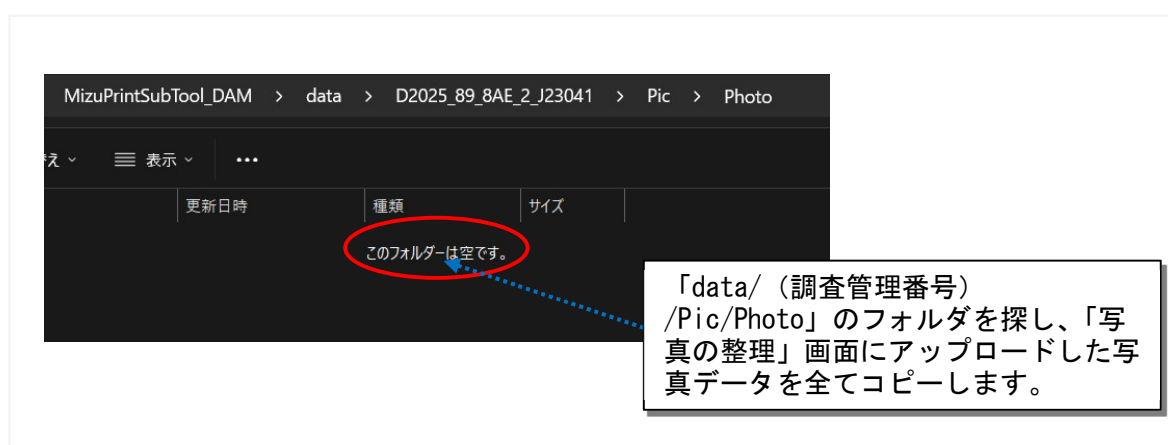 MizuPrintSubTool_DAM > data > D2025_89_8AE_2_J23041 > Pic > Photo
替え 表示 •••
更新日時 種類 サイズ
このフォルダーは空です。
「data/（調査管理番号）
/Pic/Photo」のフォルダを探し、「写
真の整理」画面にアップロードした写
真データを全てコピーします。